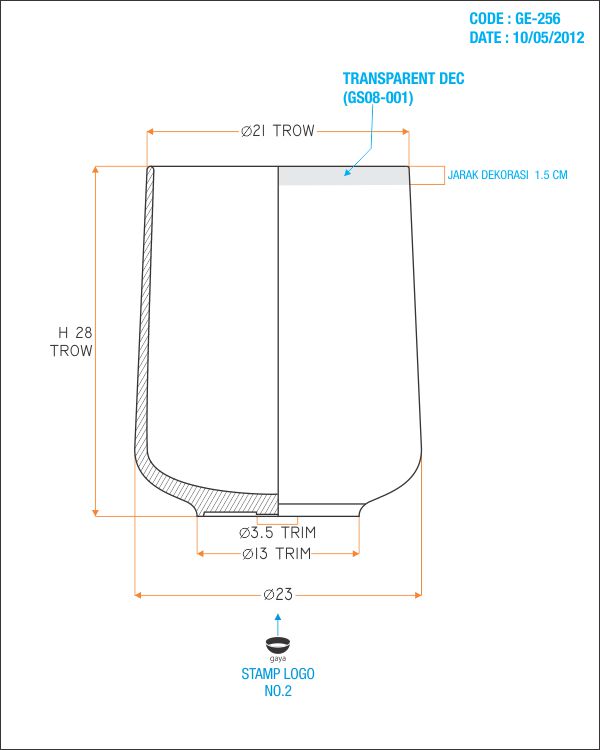 CODE : GE-256
DATE : 10/05/2012
TRANSPARENT DEC
(GS08-001)
Ø21 TROW
JARAK DEKORASI 1.5 CM
H 28
TROW
Ø3.5 TRIM
Ø13 TRIM
Ø23
gaya
STAMP LOGO
NO.2